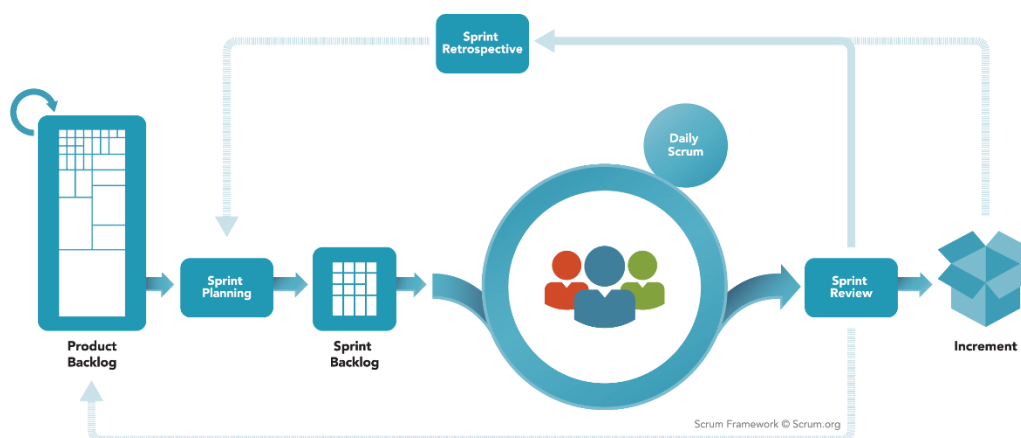 Sprint
Retrospective
Daily
Scrum
Sprint
Planning
Sprint
Review
Product
Backlog
Sprint
Backlog
Increment
Scrum Framework © Scrum.org